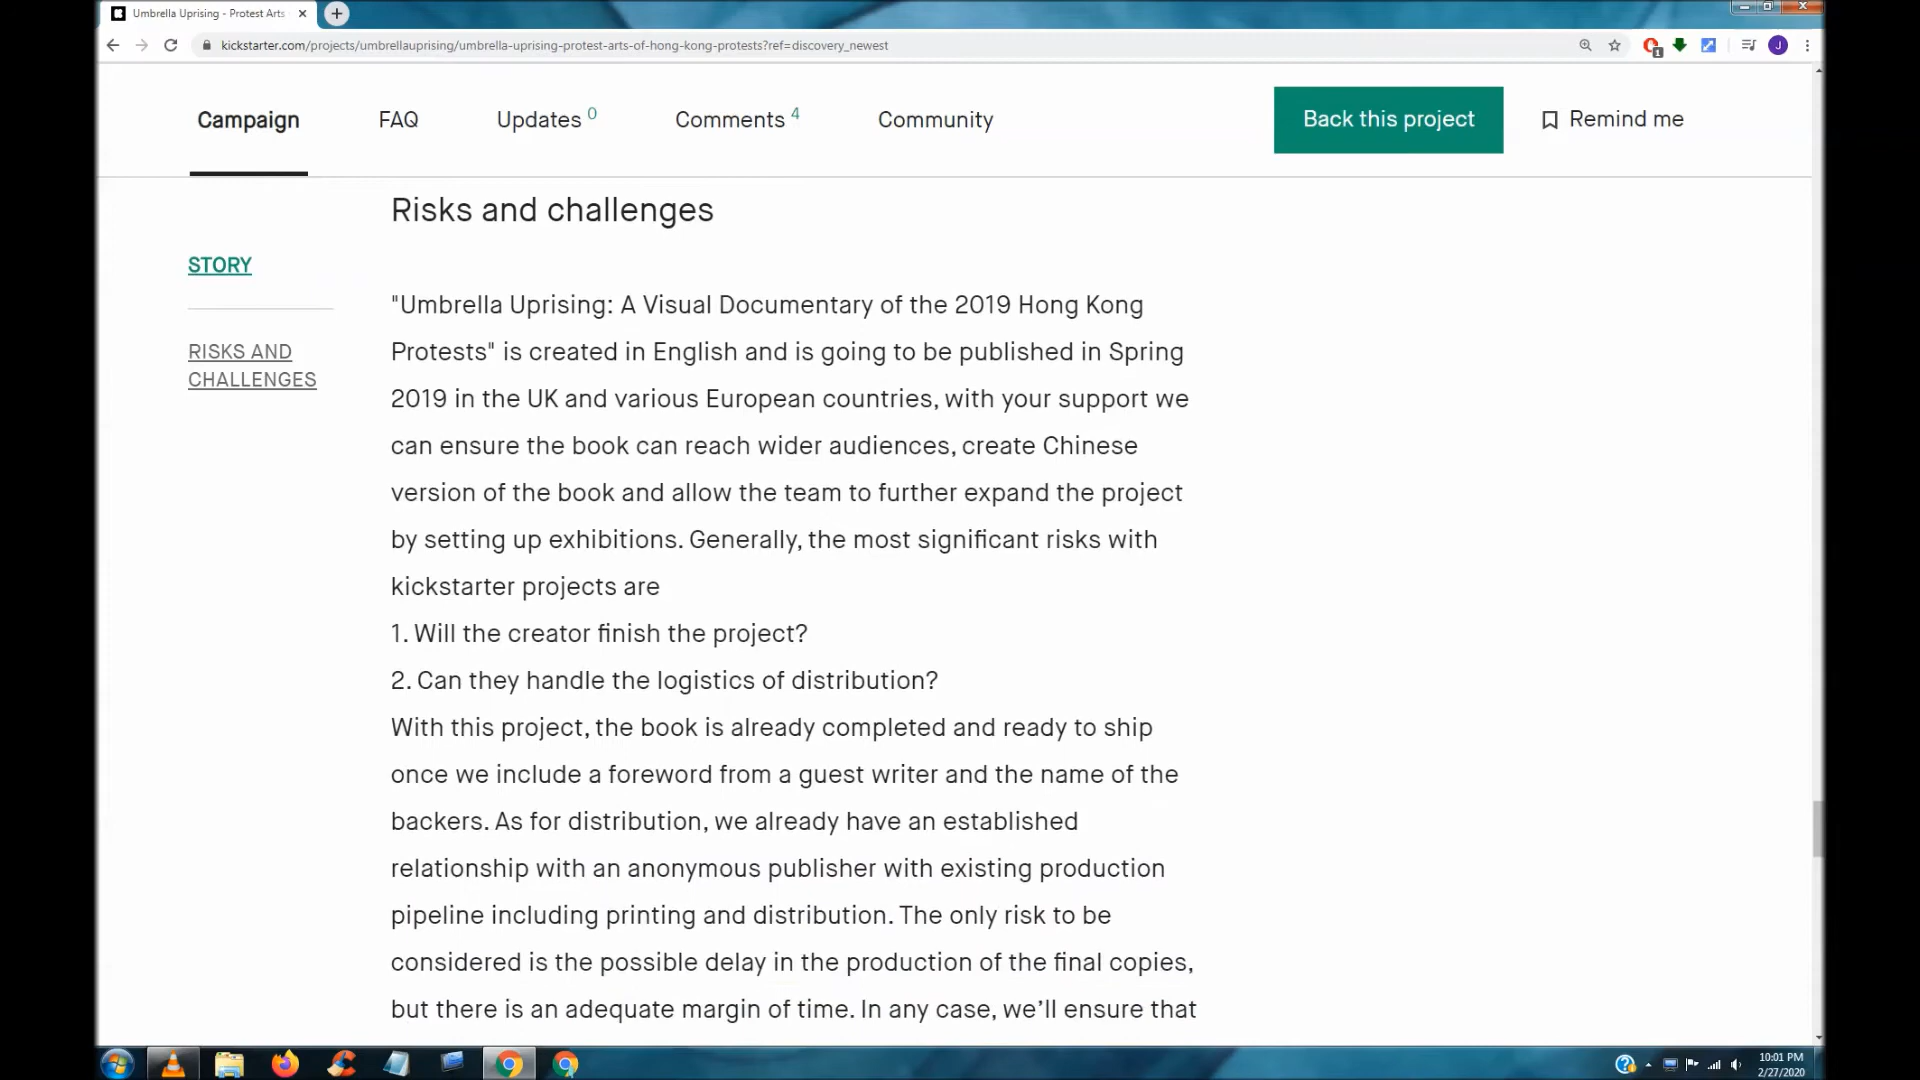 Umbrella Uprising - Protest Arts
kickstarter.com/projects/umbrellauprising/umbrella-uprising-protest-arts-of-hong-kong-protests?ref=discovery_newest
1
J
Campaign
FAQ
Updates 0
Comments 4
Community
Back this project
Remind me
Risks and challenges
STORY
RISKS AND
CHALLENGES
"Umbrella Uprising: A Visual Documentary of the 2019 Hong Kong
Protests" is created in English and is going to be published in Spring
2019 in the UK and various European countries, with your support we
can ensure the book can reach wider audiences, create Chinese
version of the book and allow the team to further expand the project
by setting up exhibitions. Generally, the most significant risks with
kickstarter projects are
1. Will the creator finish the project?
2. Can they handle the logistics of distribution?
With this project, the book is already completed and ready to ship
once we include a foreword from a guest writer and the name of the
backers. As for distribution, we already have an established
relationship with an anonymous publisher with existing production
pipeline including printing and distribution. The only risk to be
considered is the possible delay in the production of the final copies,
but there is an adequate margin of time. In any case, we’ll ensure that
10:01 PM
2/27/2020